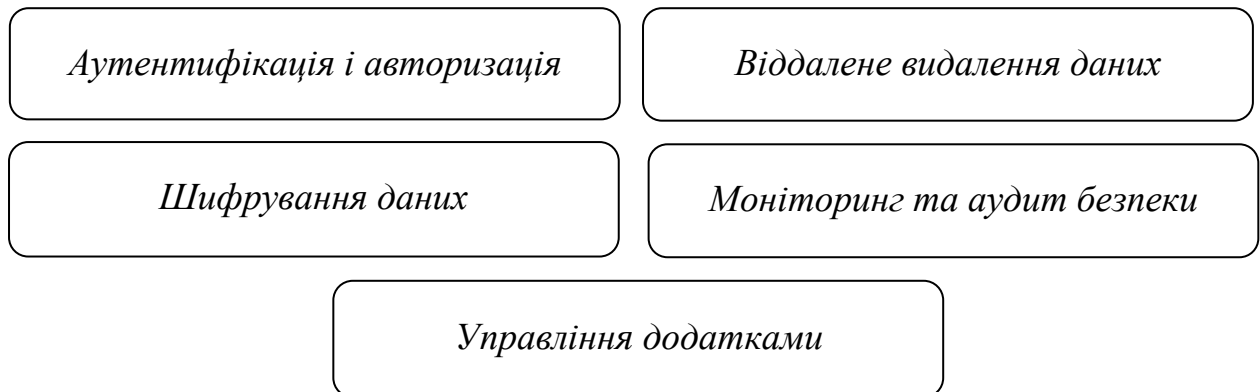 Аутентифікація і авторизація
Віддалене видалення даних
Шифрування даних
Моніторинг та аудит безпеки
Управління додатками